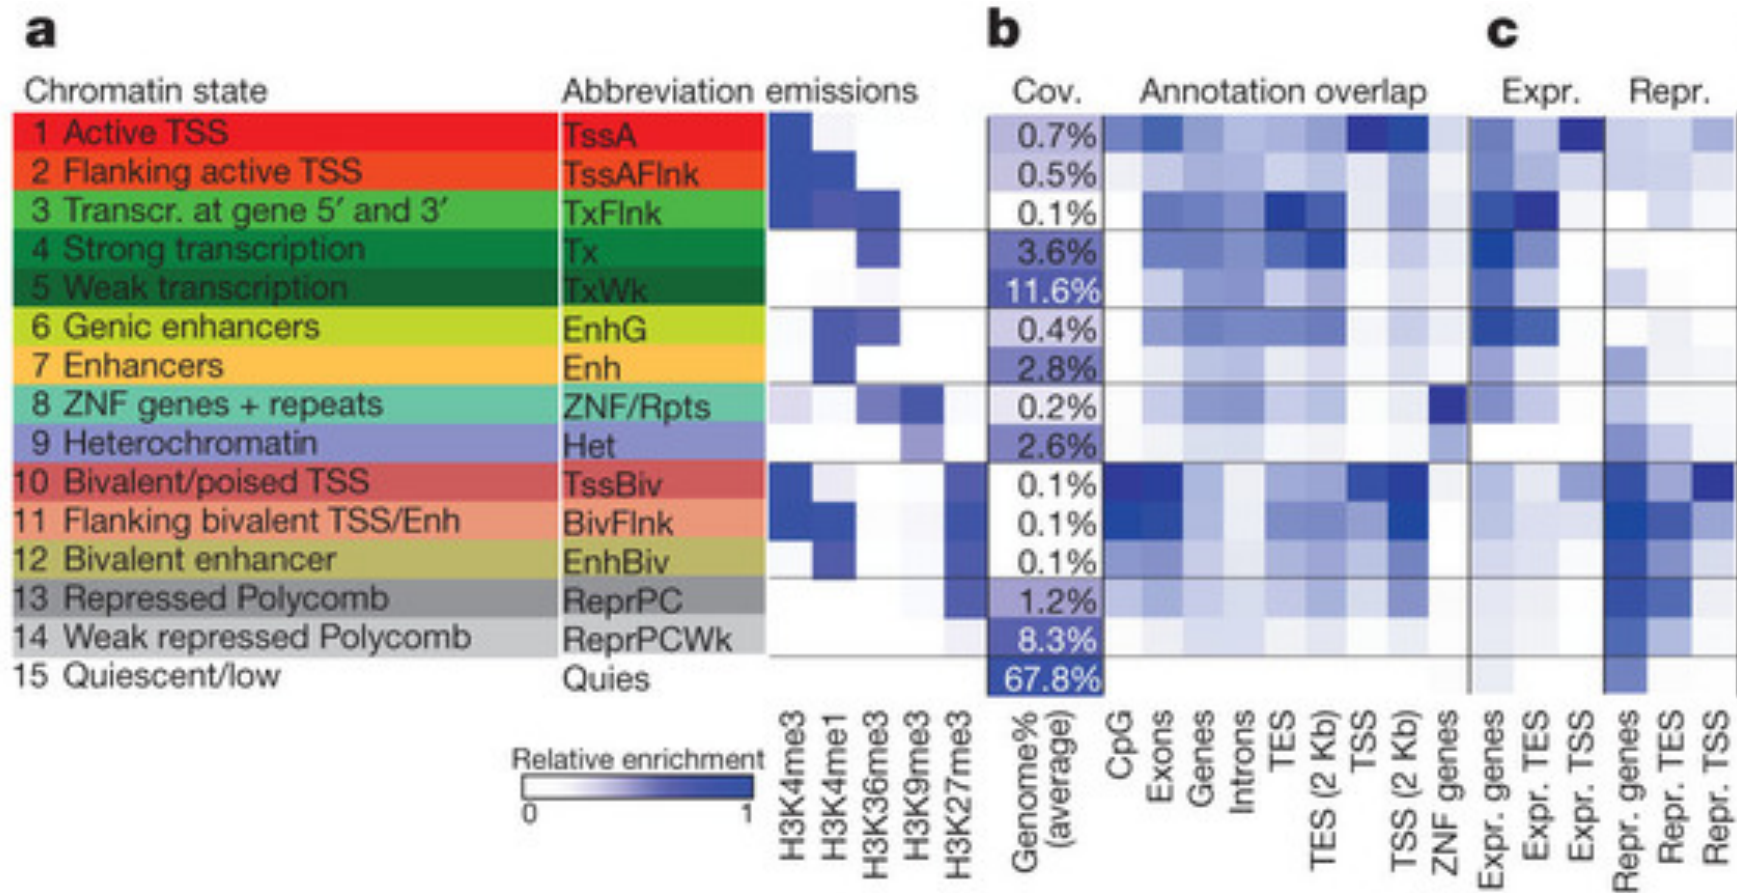 a b c
Chromatin state Abbreviation emissions Cov. Annotation overlap Expr. Repr.
1 Active TSS TssA 0.7%
2 Flanking active TSS TssAFlnk 0.5%
3 Transcr. at gene 5′ and 3′ TxFlnk 0.1%
4 Strong transcription Tx 3.6%
5 Weak transcription TxWk 11.6%
6 Genic enhancers EnhG 0.4%
7 Enhancers Enh 2.8%
8 ZNF genes + repeats ZNF/Rpts 0.2%
9 Heterochromatin Het 2.6%
10 Bivalent/poised TSS TssBiv 0.1%
11 Flanking bivalent TSS/Enh BivFlnk 0.1%
12 Bivalent enhancer EnhBiv 0.1%
13 Repressed Polycomb ReprPC 1.2%
14 Weak repressed Polycomb ReprPCWk 8.3%
15 Quiescent/low Quies 67.8%
Relative enrichment
0 1
H3K4me3
H3K4me1
H3K36me3
H3K9me3
H3K27me3
Genome%
(average)
CpG
Exons
Genes
Introns
TES
TES (2 Kb)
TSS
TSS (2 Kb)
ZNF genes
Expr. genes
Expr. TES
Expr. TSS
Repr. genes
Repr. TES
Repr. TSS